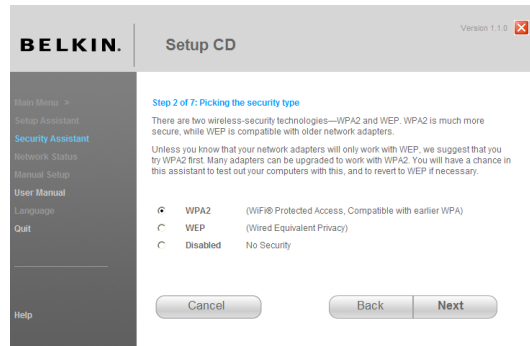 BELKIN.
Setup CD
Version 1.1.0
Main Menu >
Setup Assistant
Security Assistant
Network Status
Manual Setup
User Manual
Language
Quit
Help
Step 2 of 7: Picking the security type
There are two wireless-security technologies—WPA2 and WEP. WPA2 is much more
secure, while WEP is compatible with older network adapters.
Unless you know that your network adapters will only work with WEP, we suggest that you
try WPA2 first. Many adapters can be upgraded to work with WPA2. You will have a chance in
this assistant to test out your computers with this, and to revert to WEP if necessary.
WPA2 (WiFi® Protected Access, Compatible with earlier WPA)
WEP (Wired Equivalent Privacy)
Disabled No Security
Cancel
Back
Next